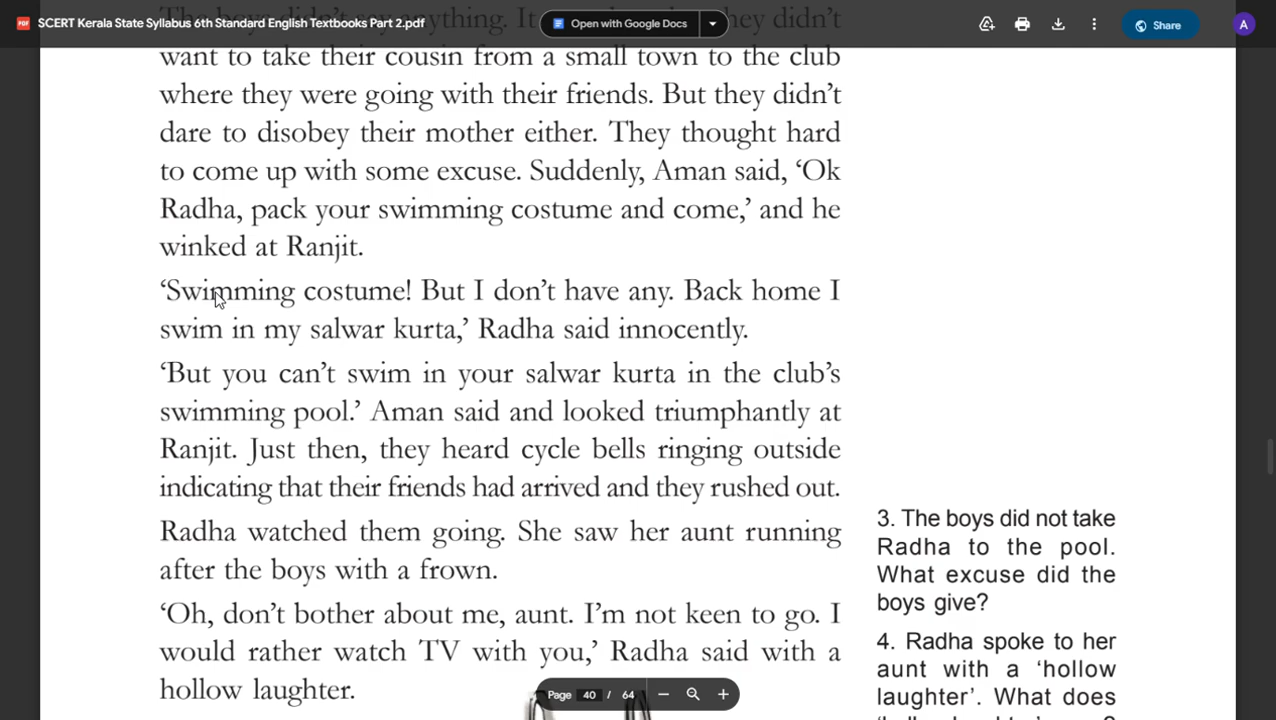 SCERT Kerala State Syllabus 6th Standard English Textbooks Part 2.pdf
Open with Google Docs
Share
A
want to take their cousin from a small town to the club
where they were going with their friends. But they didn't
dare to disobey their mother either. They thought hard
to come up with some excuse. Suddenly, Aman said, ‘Ok
Radha, pack your swimming costume and come,’ and he
winked at Ranjit.
‘Swimming costume! But I don’t have any. Back home I
swim in my salwar kurta,’ Radha said innocently.
‘But you can’t swim in your salwar kurta in the club’s
swimming pool.’ Aman said and looked triumphantly at
Ranjit. Just then, they heard cycle bells ringing outside
indicating that their friends had arrived and they rushed out.
Radha watched them going. She saw her aunt running
after the boys with a frown.
‘Oh, don’t bother about me, aunt. I’m not keen to go. I
would rather watch TV with you,’ Radha said with a
hollow laughter.
3. The boys did not take
Radha to the pool.
What excuse did the
boys give?
4. Radha spoke to her
aunt with a ‘hollow
laughter’. What does
Page 40 / 64